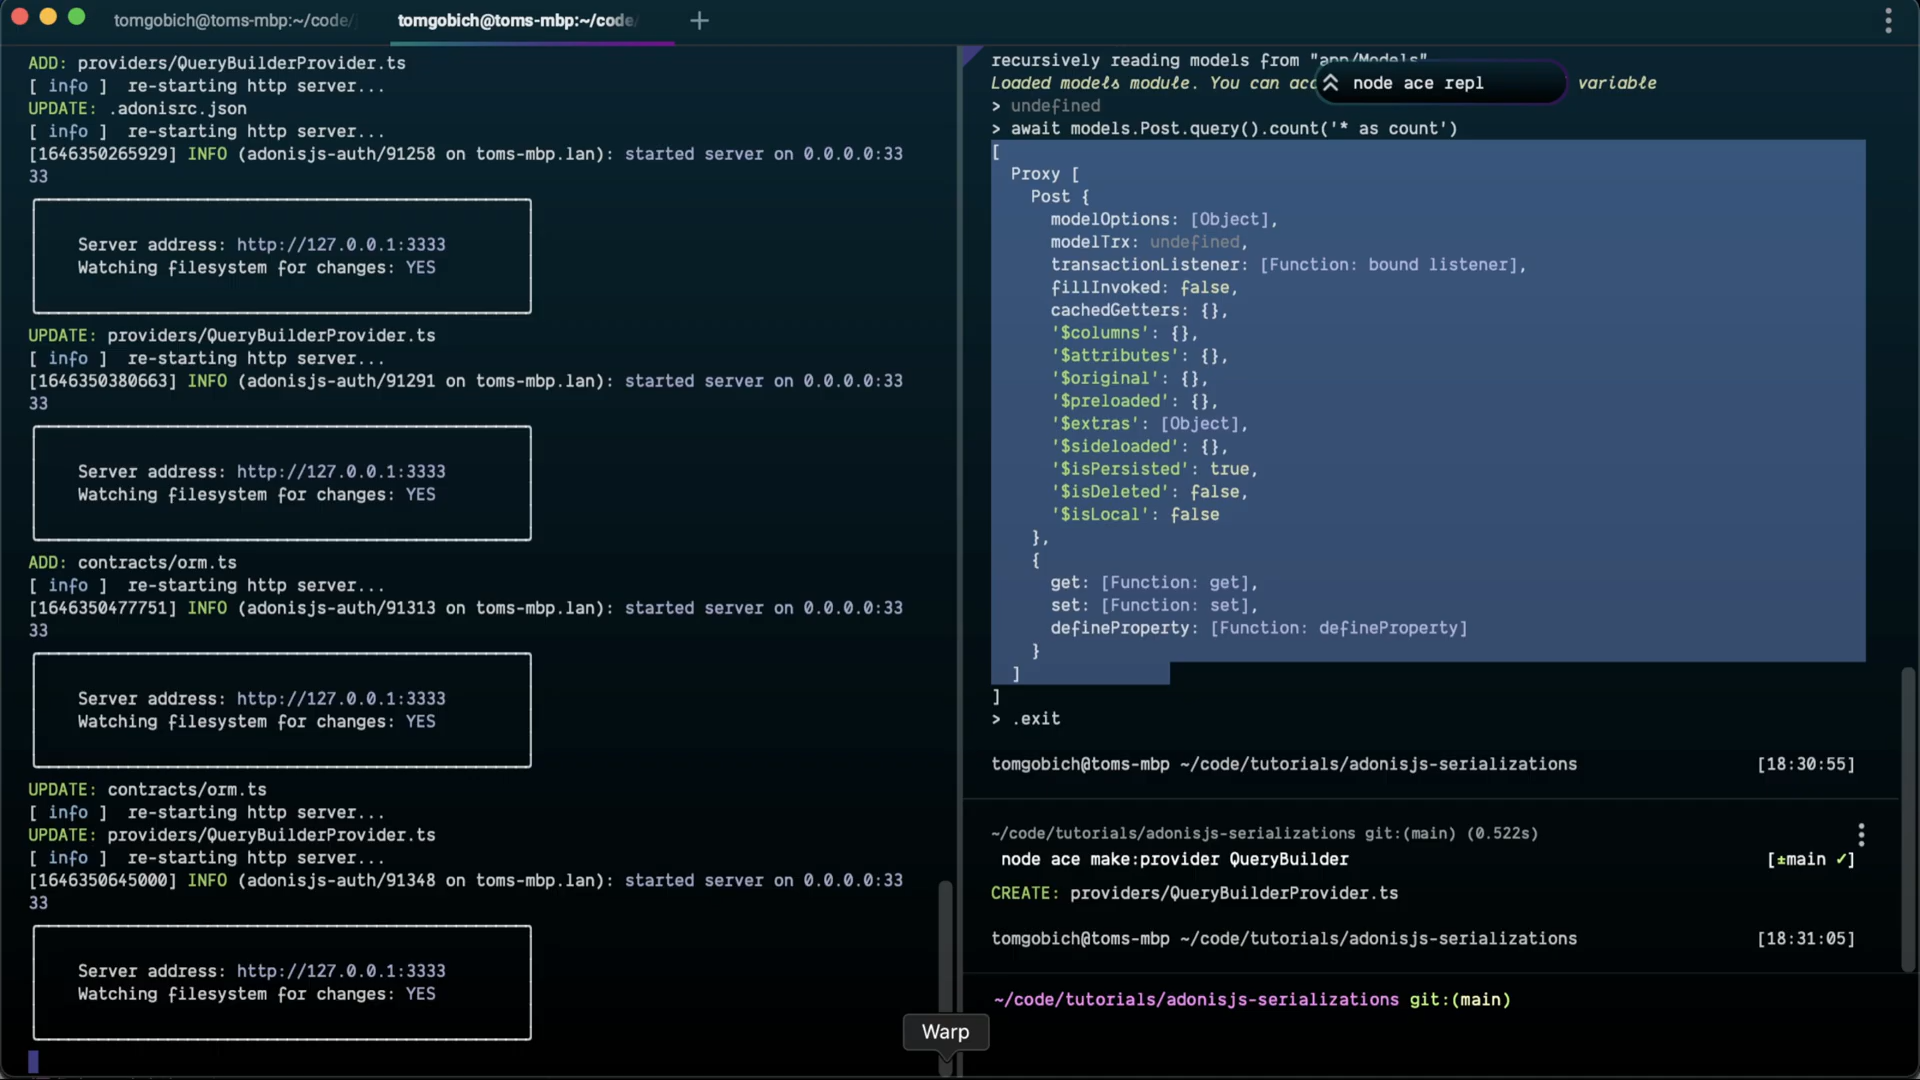 tomgobich@toms-mbp:~/code/
tomgobich@toms-mbp:~/code
ADD: providers/QueryBuilderProvider.ts
[ info ]  re-starting http server...
UPDATE: .adonisrc.json
[ info ]  re-starting http server...
[1646350265929] INFO (adonisjs-auth/91258 on toms-mbp.lan): started server on 0.0.0.0:33
33
Server address: http://127.0.0.1:3333
Watching filesystem for changes: YES
UPDATE: providers/QueryBuilderProvider.ts
[ info ]  re-starting http server...
[1646350380663] INFO (adonisjs-auth/91291 on toms-mbp.lan): started server on 0.0.0.0:33
33
Server address: http://127.0.0.1:3333
Watching filesystem for changes: YES
ADD: contracts/orm.ts
[ info ]  re-starting http server...
[1646350477751] INFO (adonisjs-auth/91313 on toms-mbp.lan): started server on 0.0.0.0:33
33
Server address: http://127.0.0.1:3333
Watching filesystem for changes: YES
UPDATE: contracts/orm.ts
[ info ]  re-starting http server...
UPDATE: providers/QueryBuilderProvider.ts
[ info ]  re-starting http server...
[1646350645000] INFO (adonisjs-auth/91348 on toms-mbp.lan): started server on 0.0.0.0:33
33
Server address: http://127.0.0.1:3333
Watching filesystem for changes: YES
recursively reading models from "app/Models"
Loaded models module. You can acc variable
node ace repl
> undefined
> await models.Post.query().count('* as count')
[
  Proxy [
    Post {
      modelOptions: [Object],
      modelTrx: undefined,
      transactionListener: [Function: bound listener],
      fillInvoked: false,
      cachedGetters: {},
      '$columns': {},
      '$attributes': {},
      '$original': {},
      '$preloaded': {},
      '$extras': [Object],
      '$sideloaded': {},
      '$isPersisted': true,
      '$isDeleted': false,
      '$isLocal': false
    },
    {
      get: [Function: get],
      set: [Function: set],
      defineProperty: [Function: defineProperty]
    }
  ]
]
> .exit
tomgobich@toms-mbp ~/code/tutorials/adonisjs-serializations [18:30:55]
~/code/tutorials/adonisjs-serializations git:(main) (0.522s)
node ace make:provider QueryBuilder [±main ✓]
CREATE: providers/QueryBuilderProvider.ts
tomgobich@toms-mbp ~/code/tutorials/adonisjs-serializations [18:31:05]
~/code/tutorials/adonisjs-serializations git:(main)
Warp